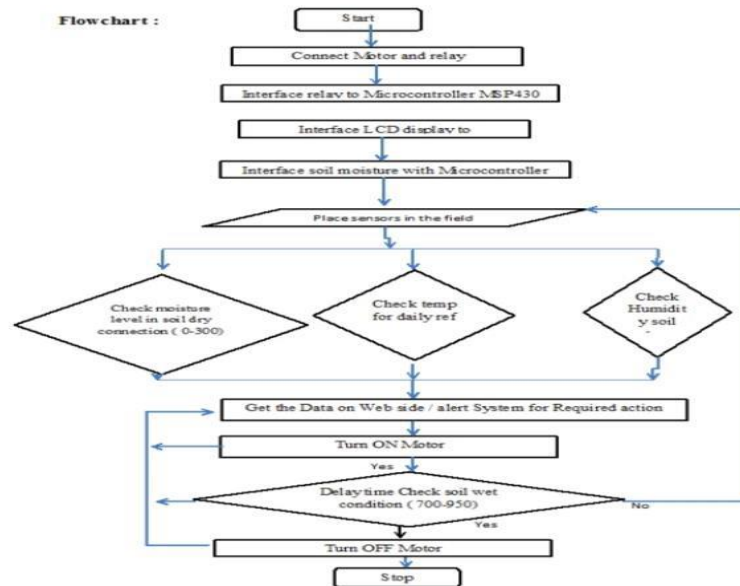 Flowchart :
Start
Connect Motor and relay
Interface relay to Microcontroller MSP430
Interface LCD display to
Interface soil moisture with Microcontroller
Place sensors in the field
Check moisture
level in soil dry
connection ( 0-300)
Check temp
for daily ref
Check
Humidit
y soil
Get the Data on Web side / alert System for Required action
Turn ON Motor
Yes
Delay time Check soil wet
condition ( 700-950)
No
Yes
Turn OFF Motor
Stop